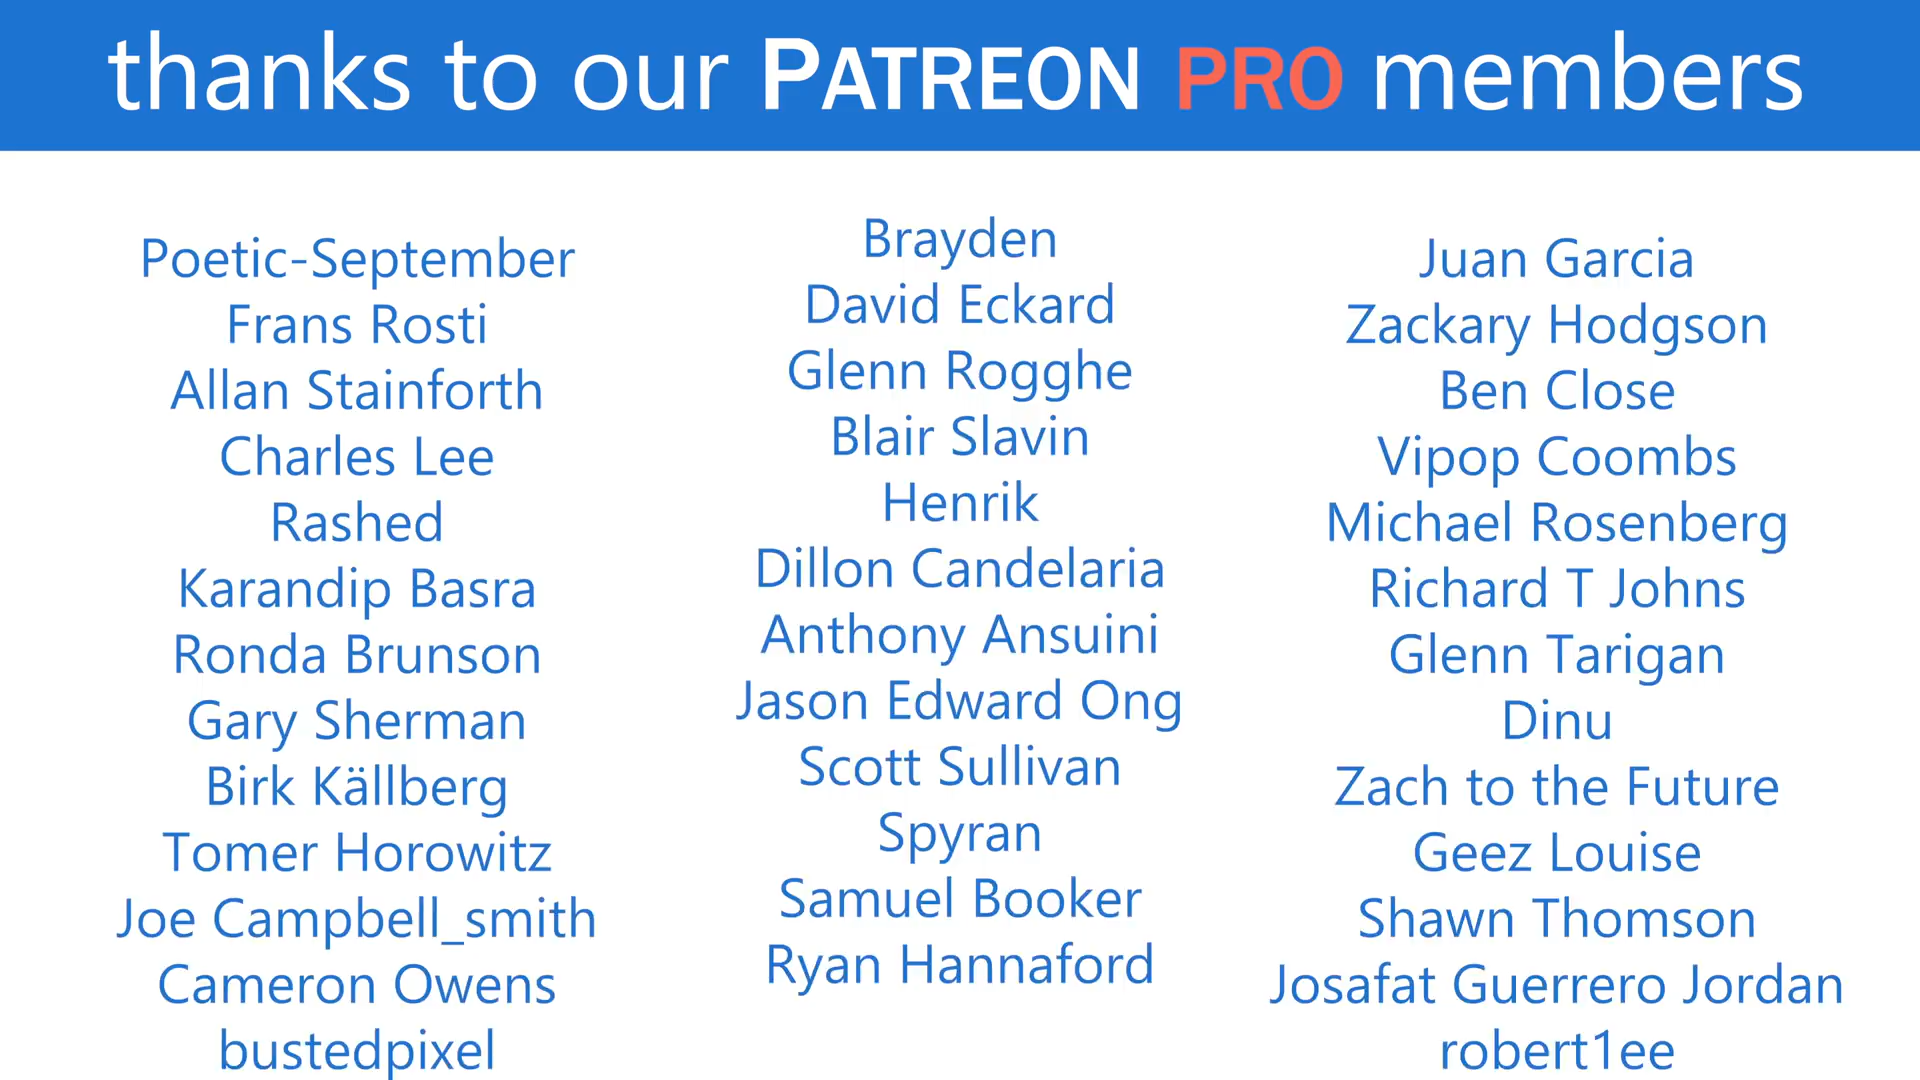 thanks to our PATREON PRO members
Poetic-September
Frans Rosti
Allan Stainforth
Charles Lee
Rashed
Karandip Basra
Ronda Brunson
Gary Sherman
Birk Källberg
Tomer Horowitz
Joe Campbell_smith
Cameron Owens
bustedpixel
Brayden
David Eckard
Glenn Rogghe
Blair Slavin
Henrik
Dillon Candelaria
Anthony Ansuini
Jason Edward Ong
Scott Sullivan
Spyran
Samuel Booker
Ryan Hannaford
Juan Garcia
Zackary Hodgson
Ben Close
Vipop Coombs
Michael Rosenberg
Richard T Johns
Glenn Tarigan
Dinu
Zach to the Future
Geez Louise
Shawn Thomson
Josafat Guerrero Jordan
robert1ee